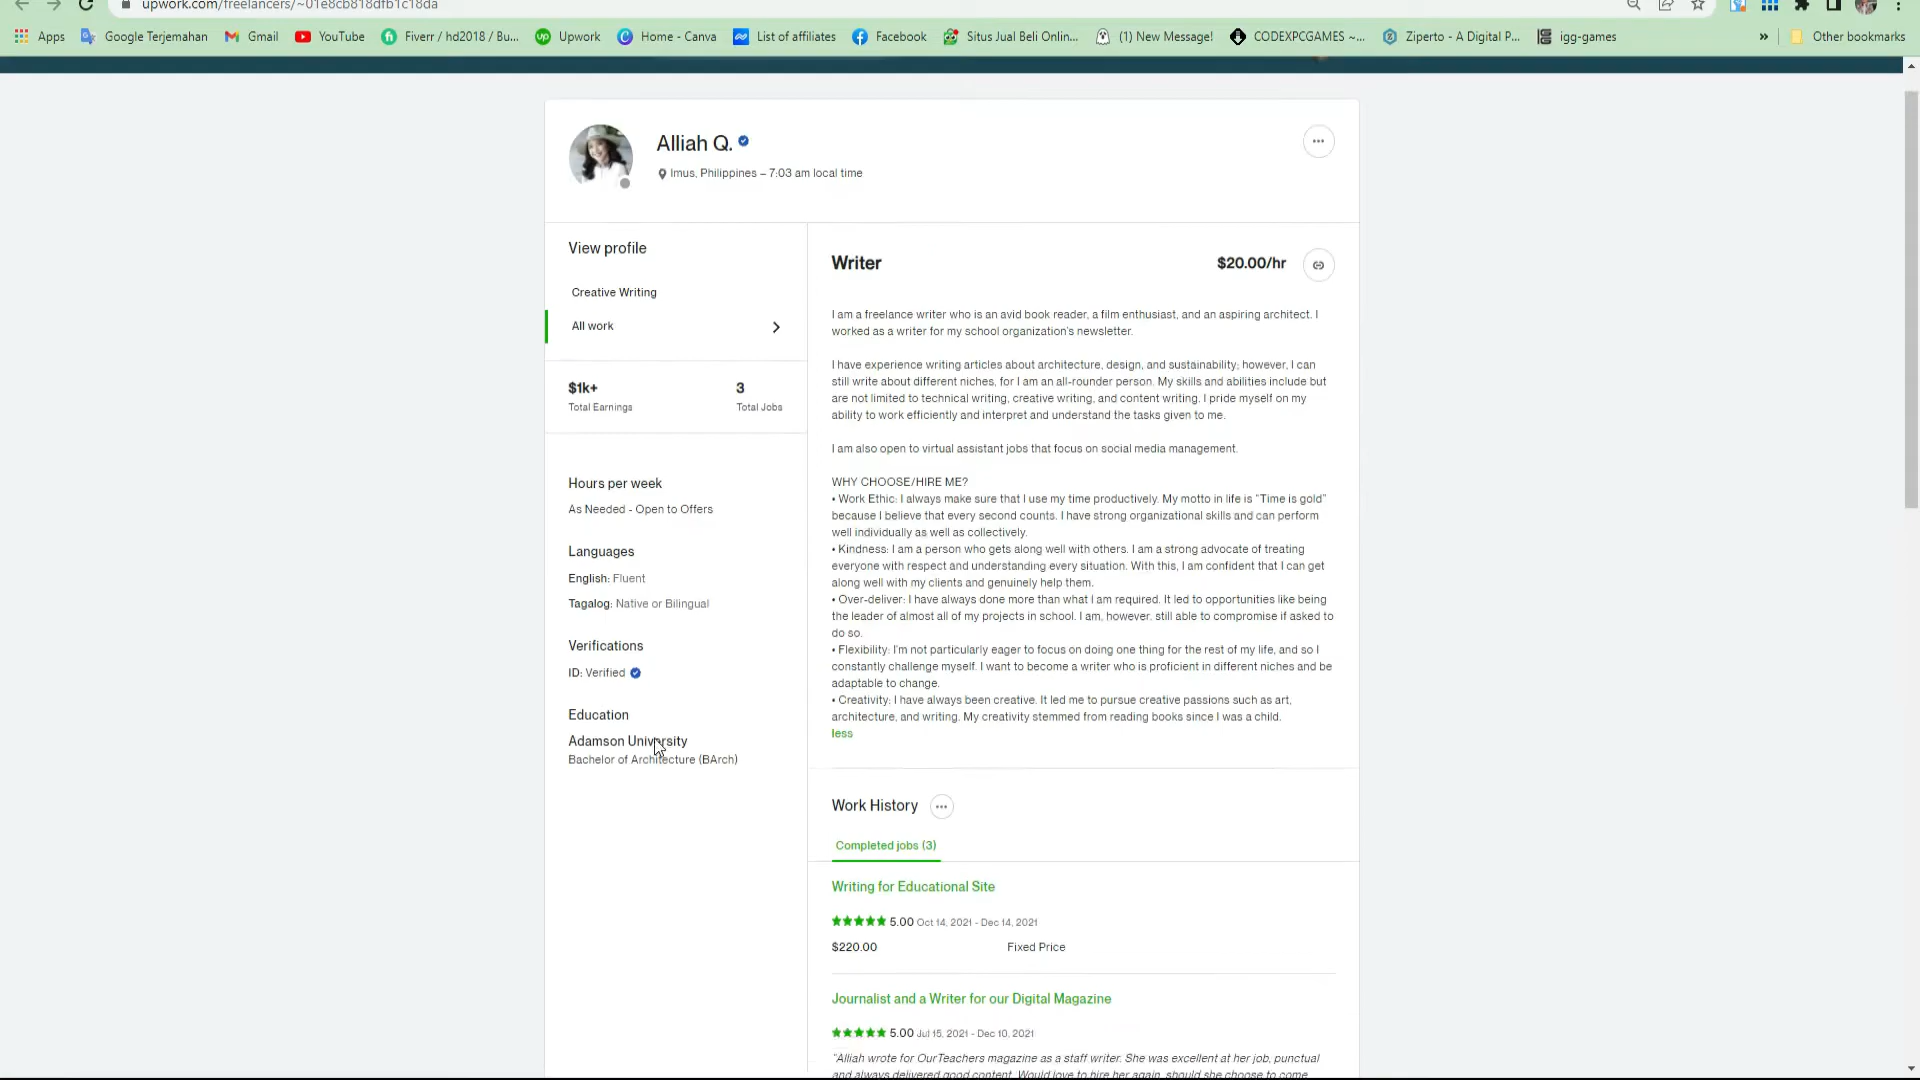 upwork.com/freelancers/~01e8cb818dfb1c18da
Apps Google Terjemahan Gmail YouTube Fiverr / hd2018 / Bu... Upwork Home - Canva List of affiliates Facebook Situs Jual Beli Onlin... (1) New Message! CODEXPCGAMES ~... Ziperto - A Digital P... igg-games » Other bookmarks
Alliah Q.
Imus, Philippines – 7:03 am local time
View profile
Creative Writing
All work
$1k+ 3
Total Earnings Total Jobs
Hours per week
As Needed - Open to Offers
Languages
English: Fluent
Tagalog: Native or Bilingual
Verifications
ID: Verified
Education
Adamson University
Bachelor of Architecture (BArch)
Writer $20.00/hr
I am a freelance writer who is an avid book reader, a film enthusiast, and an aspiring architect. I
worked as a writer for my school organization's newsletter.
I have experience writing articles about architecture, design, and sustainability; however, I can
still write about different niches, for I am an all-rounder person. My skills and abilities include but
are not limited to technical writing, creative writing, and content writing. I pride myself on my
ability to work efficiently and interpret and understand the tasks given to me.
I am also open to virtual assistant jobs that focus on social media management.
WHY CHOOSE/HIRE ME?
• Work Ethic: I always make sure that I use my time productively. My motto in life is "Time is gold"
because I believe that every second counts. I have strong organizational skills and can perform
well individually as well as collectively.
• Kindness: I am a person who gets along well with others. I am a strong advocate of treating
everyone with respect and understanding every situation. With this, I am confident that I can get
along well with my clients and genuinely help them.
• Over-deliver: I have always done more than what I am required. It led to opportunities like being
the leader of almost all of my projects in school. I am, however, still able to compromise if asked to
do so.
• Flexibility: I'm not particularly eager to focus on doing one thing for the rest of my life, and so I
constantly challenge myself. I want to become a writer who is proficient in different niches and be
adaptable to change.
• Creativity: I have always been creative. It led me to pursue creative passions such as art,
architecture, and writing. My creativity stemmed from reading books since I was a child.
less
Work History
Completed jobs (3)
Writing for Educational Site
5.00 Oct 14, 2021 - Dec 14, 2021
$220.00 Fixed Price
Journalist and a Writer for our Digital Magazine
5.00 Jul 15, 2021 - Dec 10, 2021
"Alliah wrote for OurTeachers magazine as a staff writer. She was excellent at her job, punctual
and always delivered good content. Would love to hire her again, should she choose to come